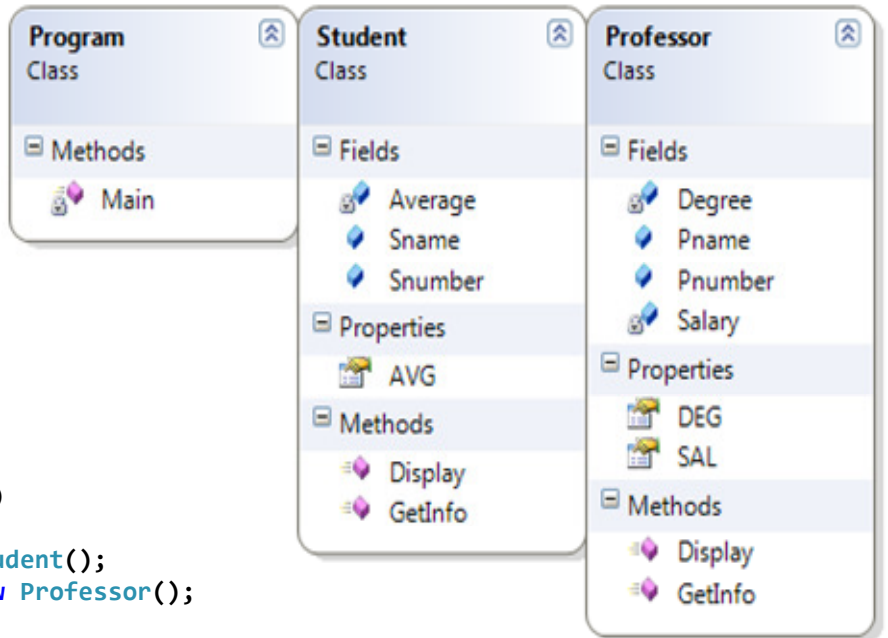 Program
Class
Methods
Main
Student
Class
Fields
Average
Sname
Snumber
Properties
AVG
Methods
Display
GetInfo
Professor
Class
Fields
Degree
Pname
Pnumber
Salary
Properties
DEG
SAL
Methods
Display
GetInfo
)
udent();
w Professor();